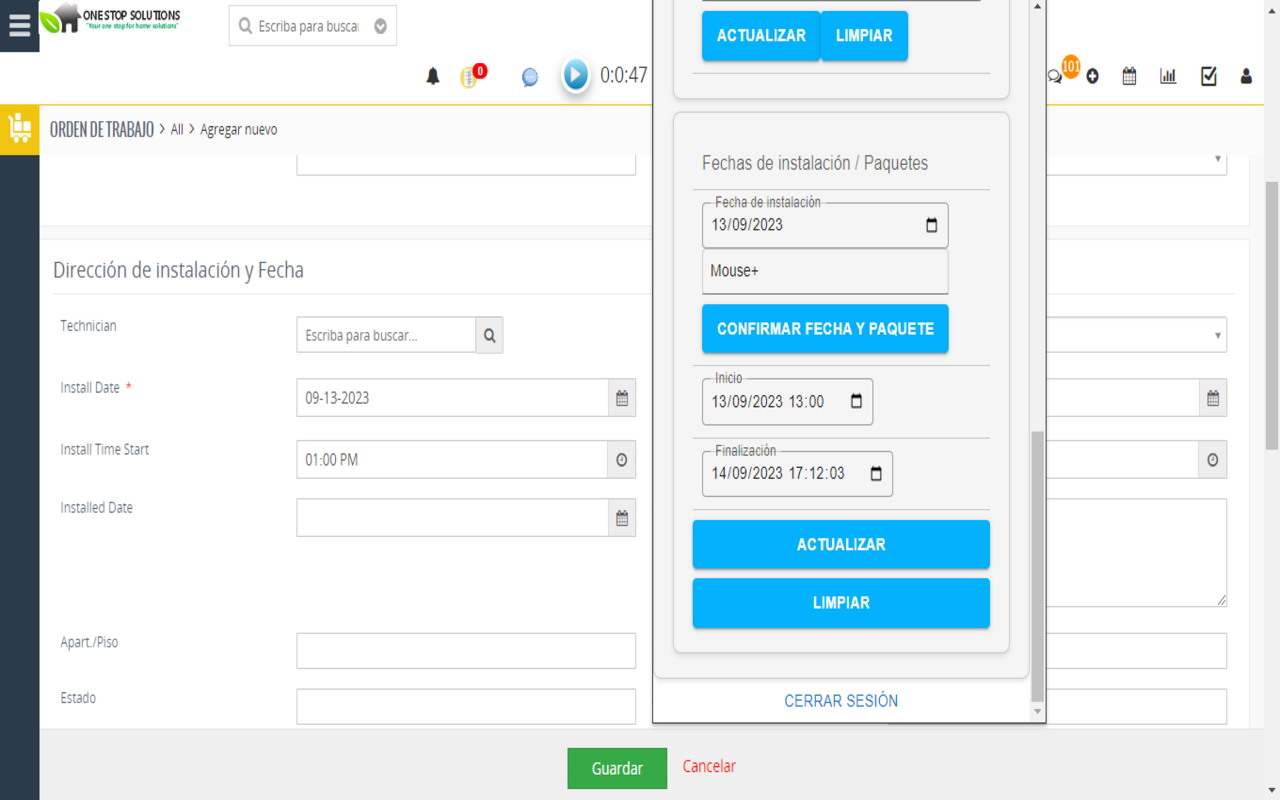 ONE STOP SOLUTIONS
"Your one stop for home solutions"
Escriba para buscar
0
0:0:47
101
ORDEN DE TRABAJO > All > Agregar nuevo
Dirección de instalación y Fecha
Technician
Escriba para buscar...
Install Date *
09-13-2023
Install Time Start
01:00 PM
Installed Date
Apart./Piso
Estado
Guardar
Cancelar
ACTUALIZAR
LIMPIAR
Fechas de instalación / Paquetes
Fecha de instalación
13/09/2023
Mouse+
CONFIRMAR FECHA Y PAQUETE
Inicio
13/09/2023 13:00
Finalización
14/09/2023 17:12:03
ACTUALIZAR
LIMPIAR
CERRAR SESIÓN